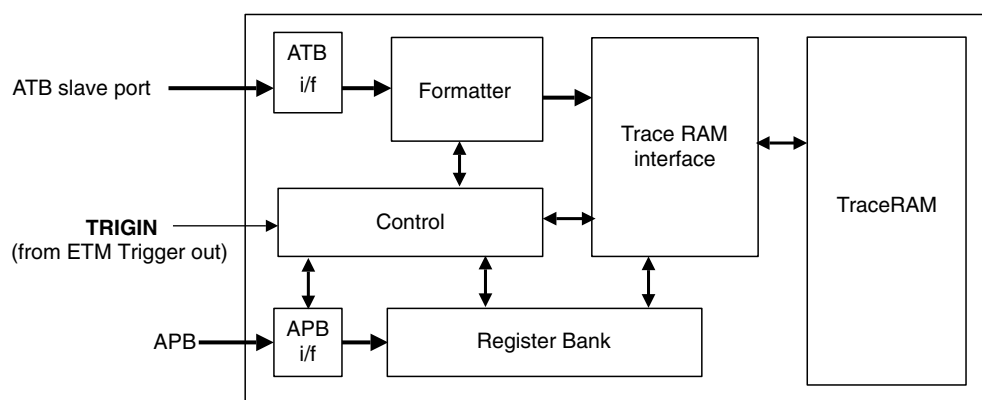 ATB
i/f
ATB slave port
Formatter
Trace RAM
interface
TraceRAM
TRIGIN
(from ETM Trigger out)
Control
APB
APB
i/f
Register Bank